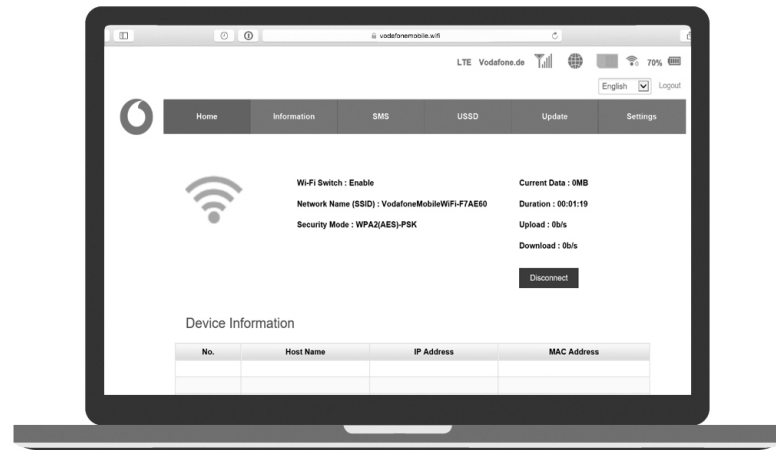 vodafonemobile.wifi
LTE Vodafone.de 70%
English Logout
Home Information SMS USSD Update Settings
Wi-Fi Switch : Enable Current Data : 0MB
Network Name (SSID) : VodafoneMobileWiFi-F7AE60 Duration : 00:01:19
Security Mode : WPA2(AES)-PSK Upload : 0b/s
Download : 0b/s
Disconnect
Device Information
No. Host Name IP Address MAC Address